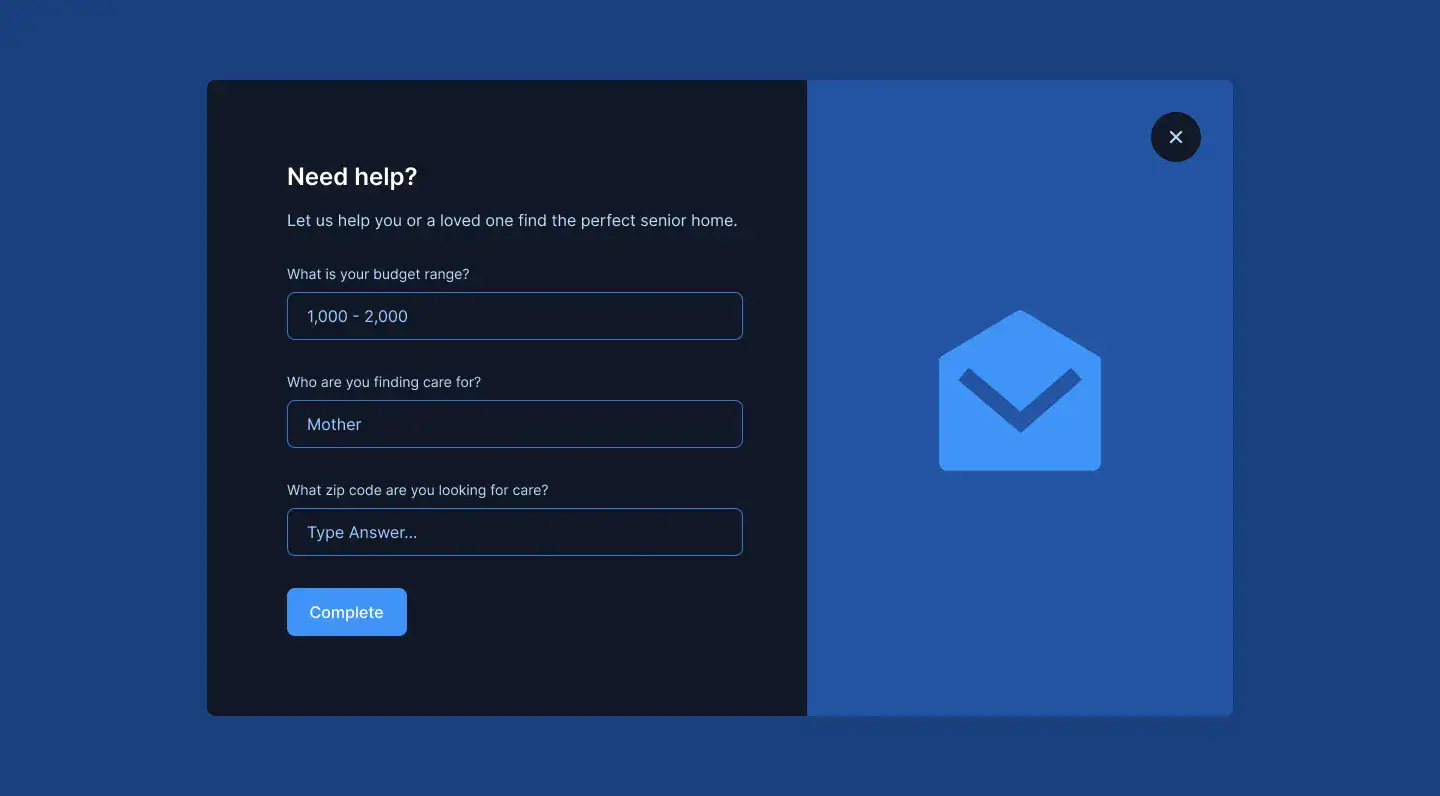 Need help?
Let us help you or a loved one find the perfect senior home.
What is your budget range?
1,000 - 2,000
Who are you finding care for?
Mother
What zip code are you looking for care?
Type Answer...
Complete